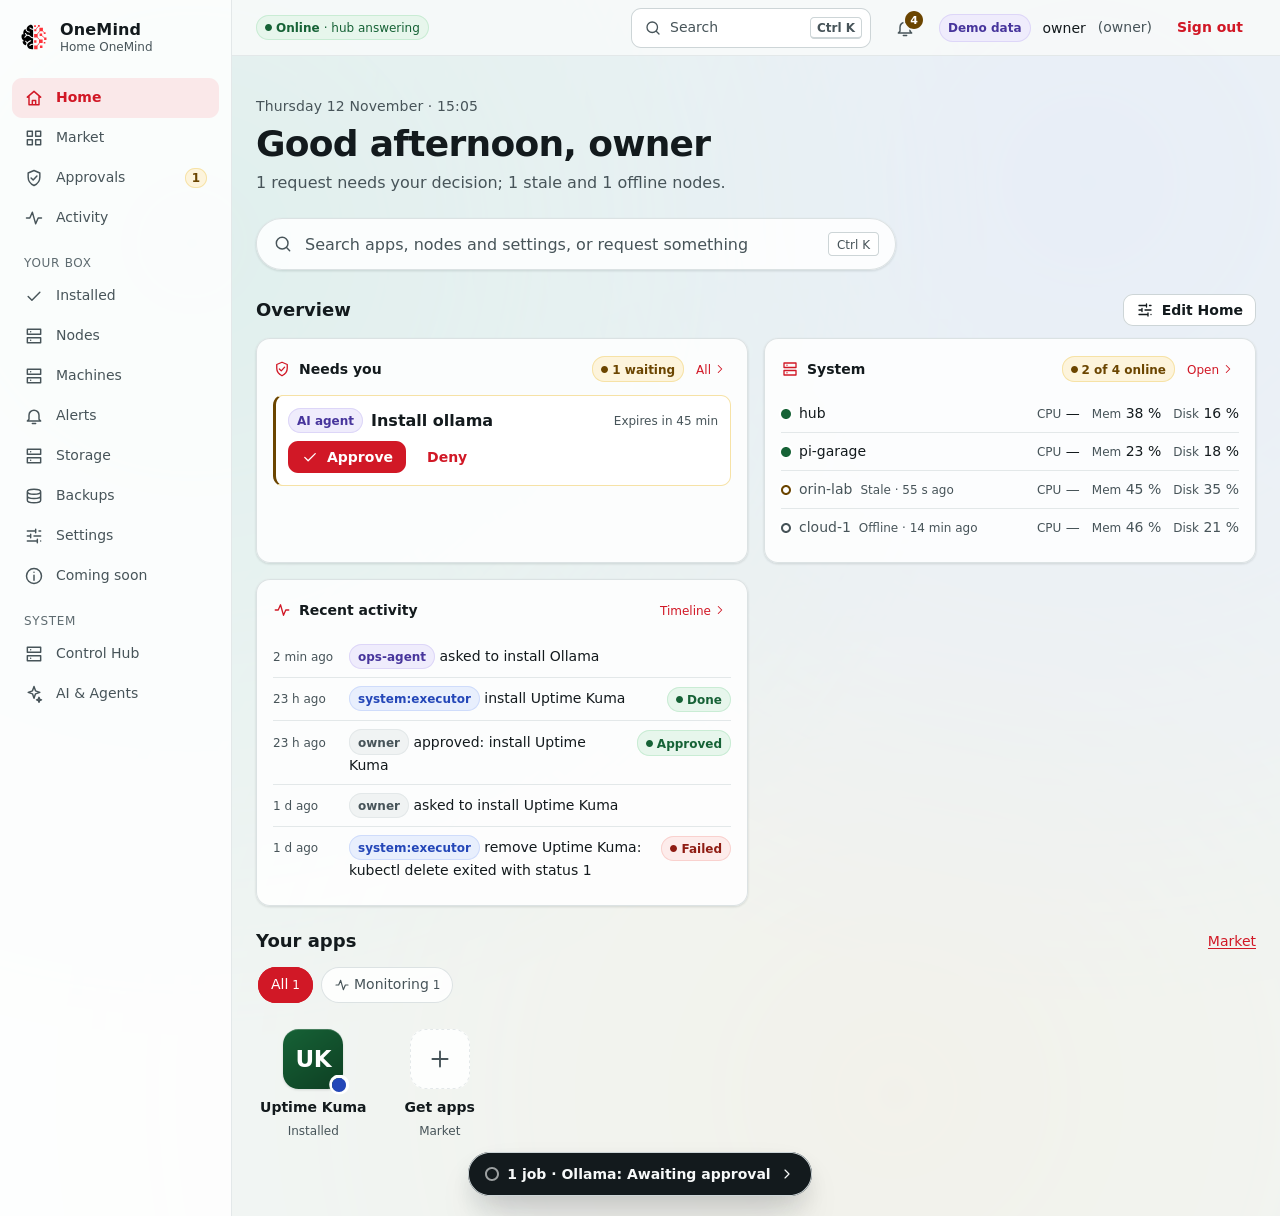 OneMind
Home OneMind
Home
Market
Approvals 1
Activity
YOUR BOX
Installed
Nodes
Machines
Alerts
Storage
Backups
Settings
Coming soon
SYSTEM
Control Hub
AI & Agents
Online · hub answering
Search Ctrl K
4
Demo data
owner (owner)
Sign out
Thursday 12 November · 15:05
Good afternoon, owner
1 request needs your decision; 1 stale and 1 offline nodes.
Search apps, nodes and settings, or request something Ctrl K
Overview
Edit Home
Needs you 1 waiting All
AI agent Install ollama Expires in 45 min
Approve Deny
System 2 of 4 online Open
hub CPU — Mem 38 % Disk 16 %
pi-garage CPU — Mem 23 % Disk 18 %
orin-lab Stale · 55 s ago CPU — Mem 45 % Disk 35 %
cloud-1 Offline · 14 min ago CPU — Mem 46 % Disk 21 %
Recent activity Timeline
2 min ago ops-agent asked to install Ollama
23 h ago system:executor install Uptime Kuma Done
23 h ago owner approved: install Uptime Approved
Kuma
1 d ago owner asked to install Uptime Kuma
1 d ago system:executor remove Uptime Kuma: Failed
kubectl delete exited with status 1
Your apps Market
All 1 Monitoring 1
UK
Uptime Kuma
Installed
Get apps
Market
1 job · Ollama: Awaiting approval